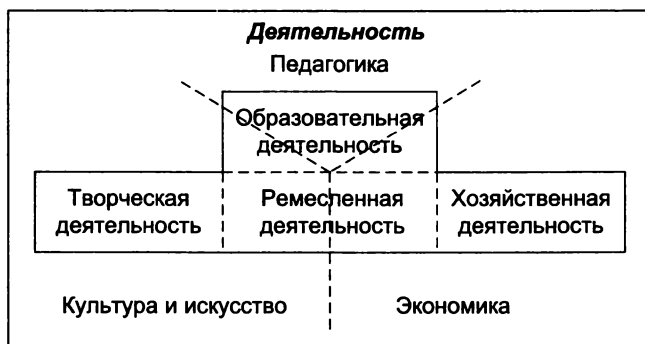 Деятельность
Педагогика
Образовательная
деятельность
Творческая
деятельность
Ремесленная
деятельность
Хозяйственная
деятельность
Культура и искусство
Экономика